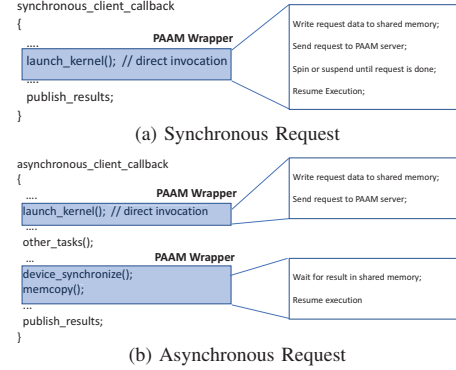 synchronous_client_callback
{
....
PAAM Wrapper
launch_kernel(); // direct invocation
....
publish_results;
}
Write request data to shared memory;
Send request to PAAM server;
Spin or suspend until request is done;
Resume Execution;
(a) Synchronous Request
asynchronous_client_callback
{
....
PAAM Wrapper
launch_kernel(); // direct invocation
....
other_tasks();
...
PAAM Wrapper
device_synchronize();
memcopy();
...
publish_results;
}
Write request data to shared memory;
Send request to PAAM server;
Wait for result in shared memory;
Resume execution
(b) Asynchronous Request